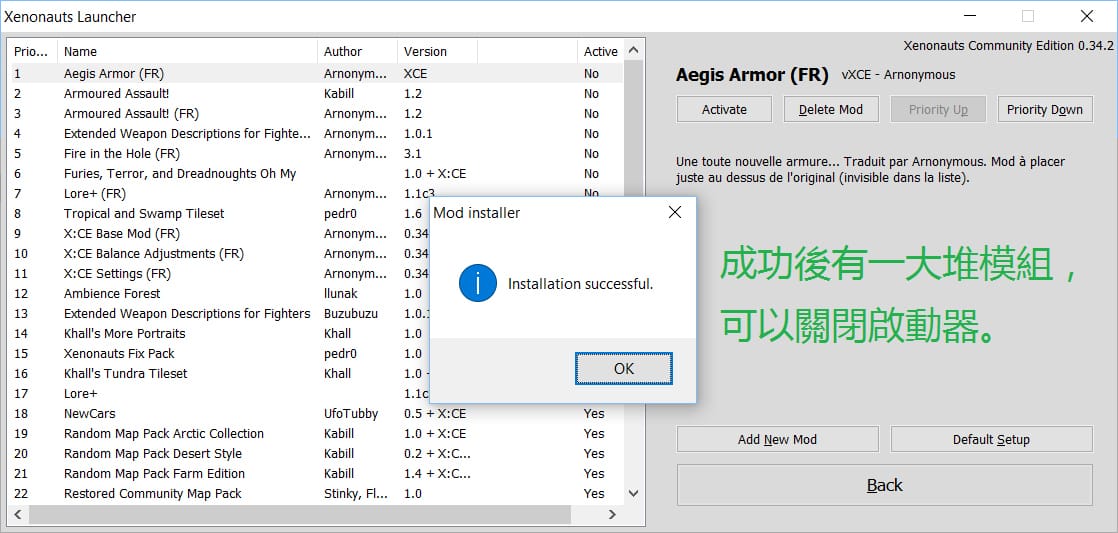 Xenonauts Launcher
Xenonauts Community Edition 0.34.2
Prio... Name Author Version Active
1 Aegis Armor (FR) Arnonym... XCE No
2 Armoured Assault! Kabill 1.2 No
3 Armoured Assault! (FR) Arnonym... 1.2 No
4 Extended Weapon Descriptions for Fighte... Arnonym... 1.0.1 No
5 Fire in the Hole (FR) Arnonym... 3.1 No
6 Furies, Terror, and Dreadnoughts Oh My 1.0 + X:CE No
7 Lore+ (FR) Arnonym... 1.1c3 No
8 Tropical and Swamp Tileset pedr0 1.6
9 X:CE Base Mod (FR) Arnonym... 0.34
10 X:CE Balance Adjustments (FR) Arnonym... 0.34
11 X:CE Settings (FR) Arnonym... 0.34
12 Ambience Forest llunak 1.0
13 Extended Weapon Descriptions for Fighters Buzubuzu 1.0.
14 Khall's More Portraits Khall 1.0
15 Xenonauts Fix Pack pedr0 1.0
16 Khall's Tundra Tileset Khall 1.0
17 Lore+ 1.1c
18 NewCars UfoTubby 0.5 + X:CE Yes
19 Random Map Pack Arctic Collection Kabill 1.0 + X:CE Yes
20 Random Map Pack Desert Style Kabill 0.2 + X:C... Yes
21 Random Map Pack Farm Edition Kabill 1.4 + X:C... Yes
22 Restored Community Map Pack Stinky, Fl... 1.0 Yes
Mod installer
Installation successful.
OK
Aegis Armor (FR) vXCE - Arnonymous
Activate Delete Mod Priority Up Priority Down
Une toute nouvelle armure... Traduit par Arnonymous. Mod à placer
juste au dessus de l'original (invisible dans la liste).
成功後有一大堆模組，
可以關閉啟動器。
Add New Mod Default Setup
Back